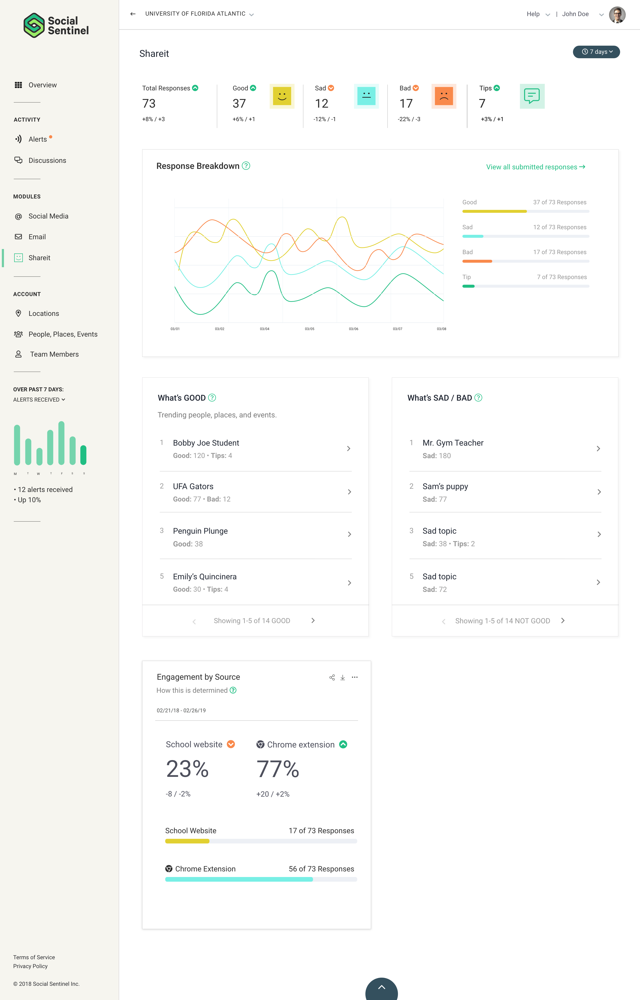 Social
Sentinel
← UNIVERSITY OF FLORIDA ATLANTIC
Help | John Doe
Overview
ACTIVITY
Alerts
Discussions
MODULES
@ Social Media
Email
Shareit
ACCOUNT
Locations
People, Places, Events
Team Members
OVER PAST 7 DAYS:
ALERTS RECEIVED
M T W T F S S
• 12 alerts received
• Up 10%
Terms of Service
Privacy Policy
© 2018 Social Sentinel Inc.
Shareit
7 days
Total Responses
73
+8% / +3
Good
37
+6% / +1
Sad
12
-12% / -1
Bad
17
-22% / -3
Tips
7
+3% / +1
Response Breakdown ?
View all submitted responses →
03/01 03/02 03/04 03/05 03/06 03/07 03/08
Good 37 of 73 Responses
Sad 12 of 73 Responses
Bad 17 of 73 Responses
Tip 7 of 73 Responses
What’s GOOD ?
Trending people, places, and events.
1 Bobby Joe Student
Good: 120 • Tips: 4
2 UFA Gators
Good: 77 • Bad: 12
3 Penguin Plunge
Good: 38
5 Emily’s Quincinera
Good: 30 • Tips: 4
Showing 1-5 of 14 GOOD
What’s SAD / BAD ?
1 Mr. Gym Teacher
Sad: 180
2 Sam’s puppy
Sad: 77
3 Sad topic
Sad: 38 • Tips: 2
5 Sad topic
Sad: 72
Showing 1-5 of 14 NOT GOOD
Engagement by Source
How this is determined ?
02/21/18 - 02/26/19
School website
23%
-8 / -2%
Chrome extension
77%
+20 / +2%
School Website 17 of 73 Responses
Chrome Extension 56 of 73 Responses